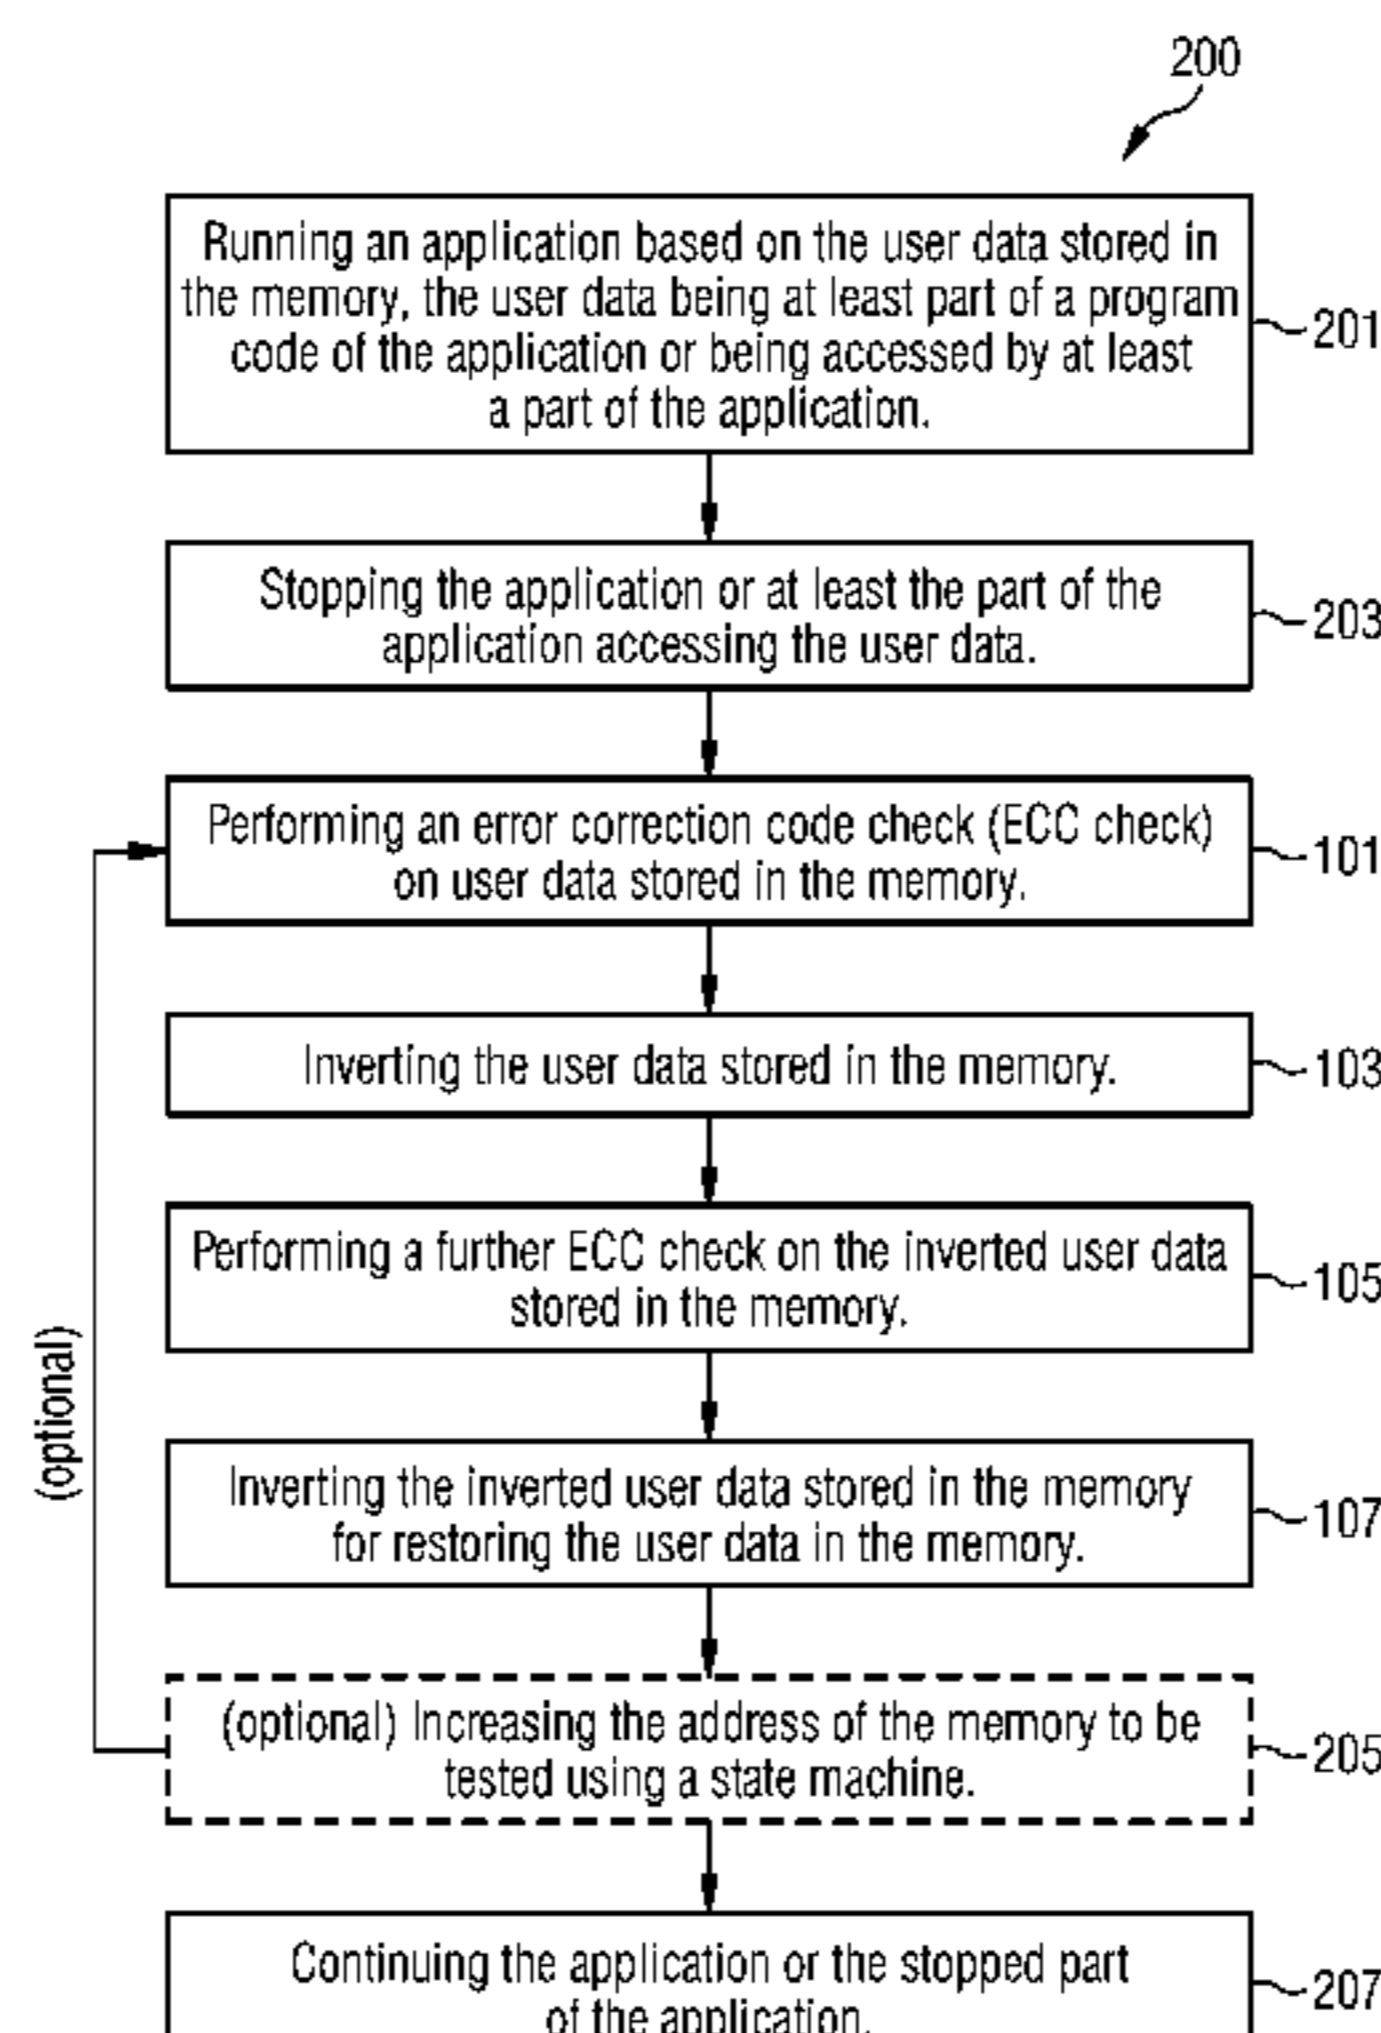 200
Running an application based on the user data stored in
the memory, the user data being at least part of a program
code of the application or being accessed by at least
a part of the application.
201
Stopping the application or at least the part of the
application accessing the user data.
203
Performing an error correction code check (ECC check)
on user data stored in the memory.
101
Inverting the user data stored in the memory.
103
Performing a further ECC check on the inverted user data
stored in the memory.
105
(optional)
Inverting the inverted user data stored in the memory
for restoring the user data in the memory.
107
(optional) Increasing the address of the memory to be
tested using a state machine.
205
Continuing the application or the stopped part
of the application.
207